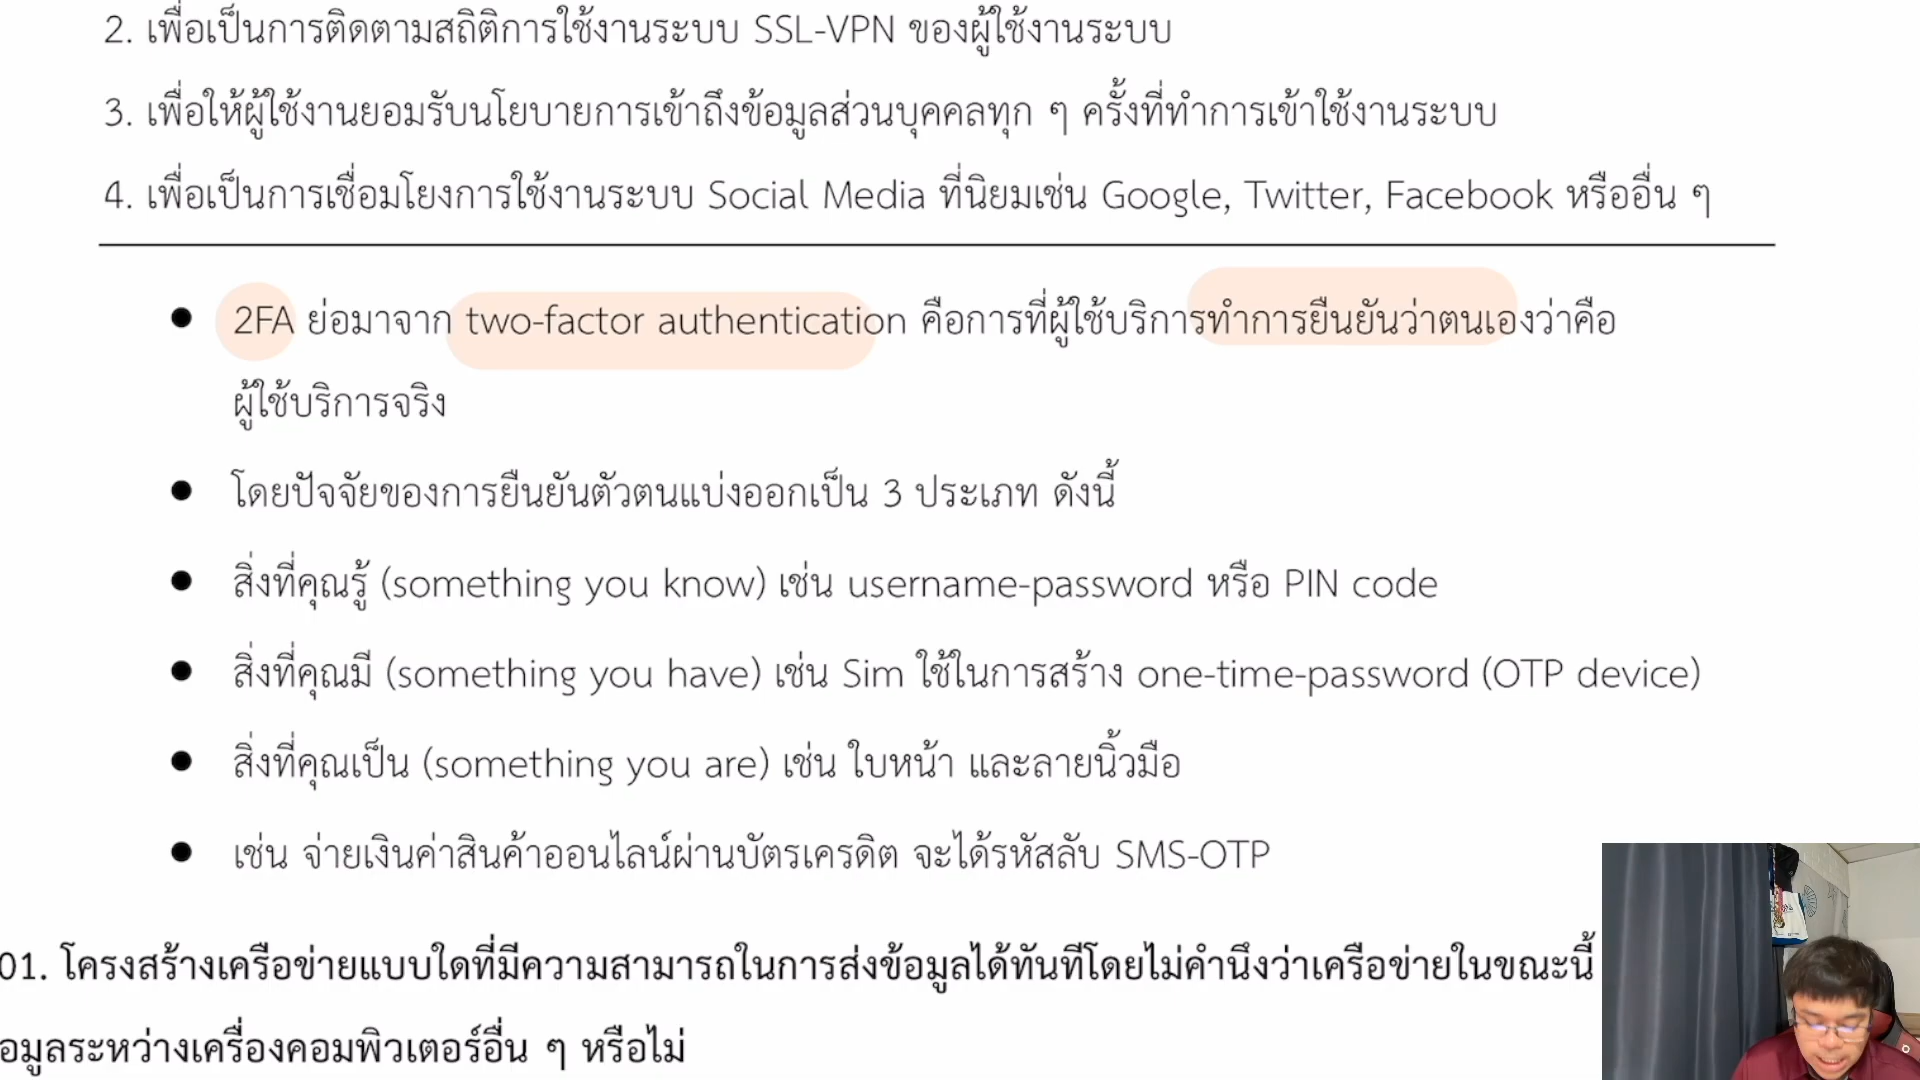 2. เพื่อเป็นการติดตามสถิติการใช้งานระบบ SSL-VPN ของผู้ใช้งานระบบ
3. เพื่อให้ผู้ใช้งานยอมรับนโยบายการเข้าถึงข้อมูลส่วนบุคคลทุก ๆ ครั้งที่ทำการเข้าใช้งานระบบ
4. เพื่อเป็นการเชื่อมโยงการใช้งานระบบ Social Media ที่นิยมเช่น Google, Twitter, Facebook หรืออื่น ๆ
● 2FA ย่อมาจาก two-factor authentication คือการที่ผู้ใช้บริการทำการยืนยันว่าตนเองว่าคือ
ผู้ใช้บริการจริง
● โดยปัจจัยของการยืนยันตัวตนแบ่งออกเป็น 3 ประเภท ดังนี้
● สิ่งที่คุณรู้ (something you know) เช่น username-password หรือ PIN code
● สิ่งที่คุณมี (something you have) เช่น Sim ใช้ในการสร้าง one-time-password (OTP device)
● สิ่งที่คุณเป็น (something you are) เช่น ใบหน้า และลายนิ้วมือ
● เช่น จ่ายเงินค่าสินค้าออนไลน์ผ่านบัตรเครดิต จะได้รหัสลับ SMS-OTP
01. โครงสร้างเครือข่ายแบบใดที่มีความสามารถในการส่งข้อมูลได้ทันทีโดยไม่คำนึงว่าเครือข่ายในขณะนี้
อมูลระหว่างเครื่องคอมพิวเตอร์อื่น ๆ หรือไม่